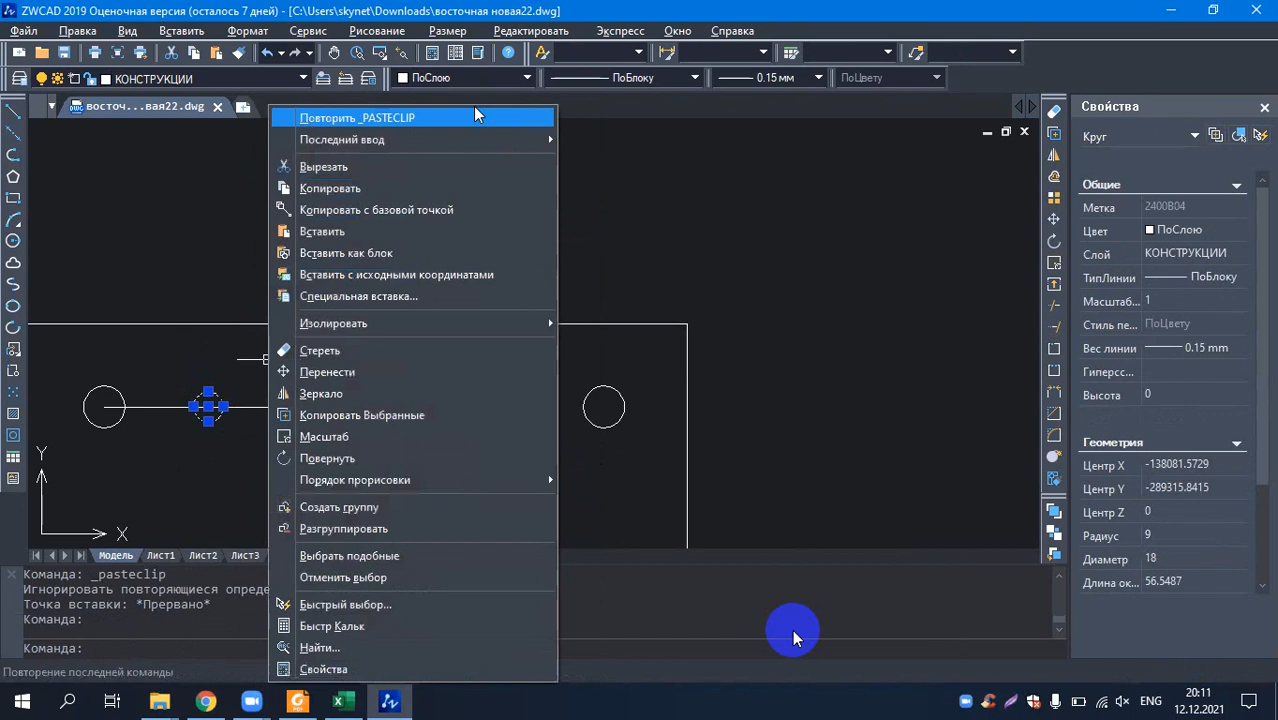 ZWCAD 2019 Оценочная версия (осталось 7 дней) - [C:\Users\skynet\Downloads\восточная новая22.dwg]
Файл Правка Вид Вставить Формат Сервис Рисование Размер Редактировать Экспресс Окно Справка
КОНСТРУКЦИИ ПоСлою ПоБлоку 0.15 мм ПоЦвету
восточ...вая22.dwg
Повторить _PASTECLIP
Последний ввод
Вырезать
Копировать
Копировать с базовой точкой
Вставить
Вставить как блок
Вставить с исходными координатами
Специальная вставка...
Изолировать
Стереть
Перенести
Зеркало
Копировать Выбранные
Масштаб
Повернуть
Порядок прорисовки
Создать группу
Разгруппировать
Выбрать подобные
Отменить выбор
Быстрый выбор...
Быстр Кальк
Найти...
Свойства
Свойства
Круг
Общие
Метка 2400B04
Цвет ПоСлою
Слой КОНСТРУКЦИИ
ТипЛинии ПоБлоку
Масштаб... 1
Стиль пе... ПоЦвету
Вес линии 0.15 mm
Гиперсс...
Высота 0
Геометрия
Центр X -138081.5729
Центр Y -289315.8415
Центр Z 0
Радиус 9
Диаметр 18
Длина ок... 56.5487
Y
X
Модель Лист1 Лист2 Лист3
Команда: _pasteclip
Игнорировать повторяющиеся опреде
Точка вставки: *Прервано*
Команда:
Команда:
Повторение последней команды
PDF
ENG
20:11
12.12.2021